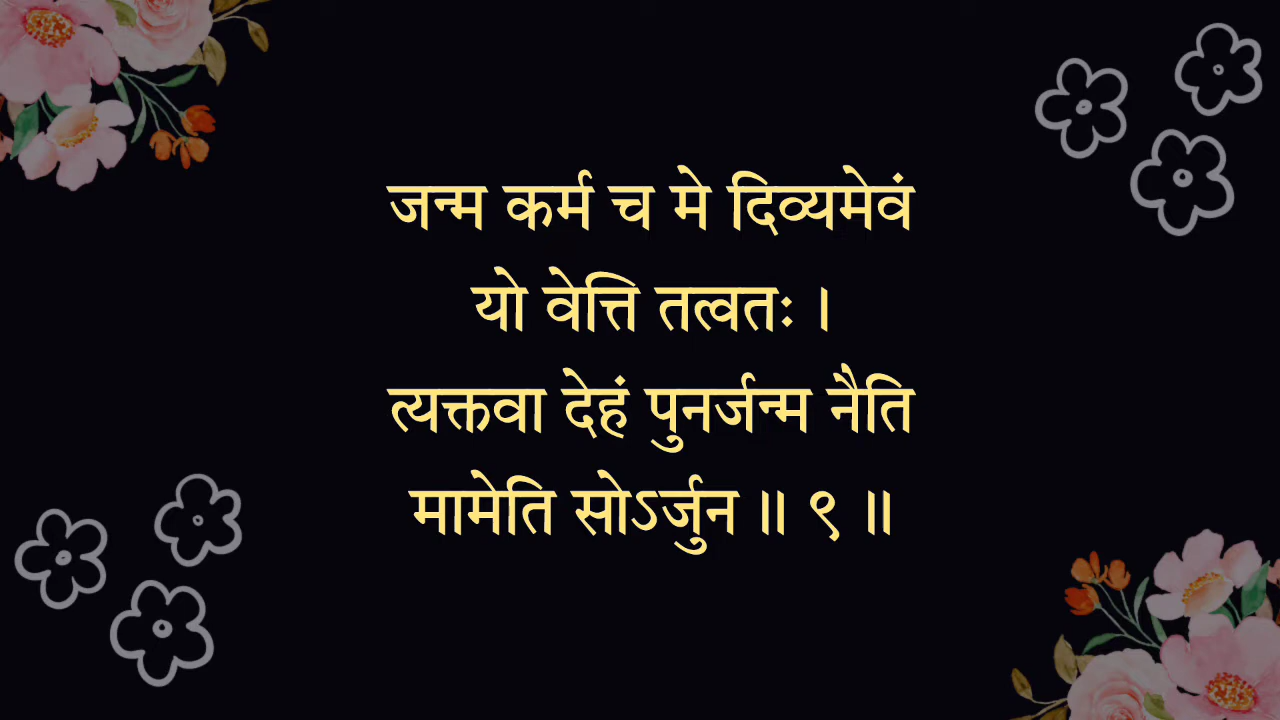 जन्म कर्म च मे दिव्यमेवं
यो वेत्ति तत्वतः ।
त्यक्तवा देहं पुनर्जन्म नैति
मामेति सोऽर्जुन ॥ ९ ॥